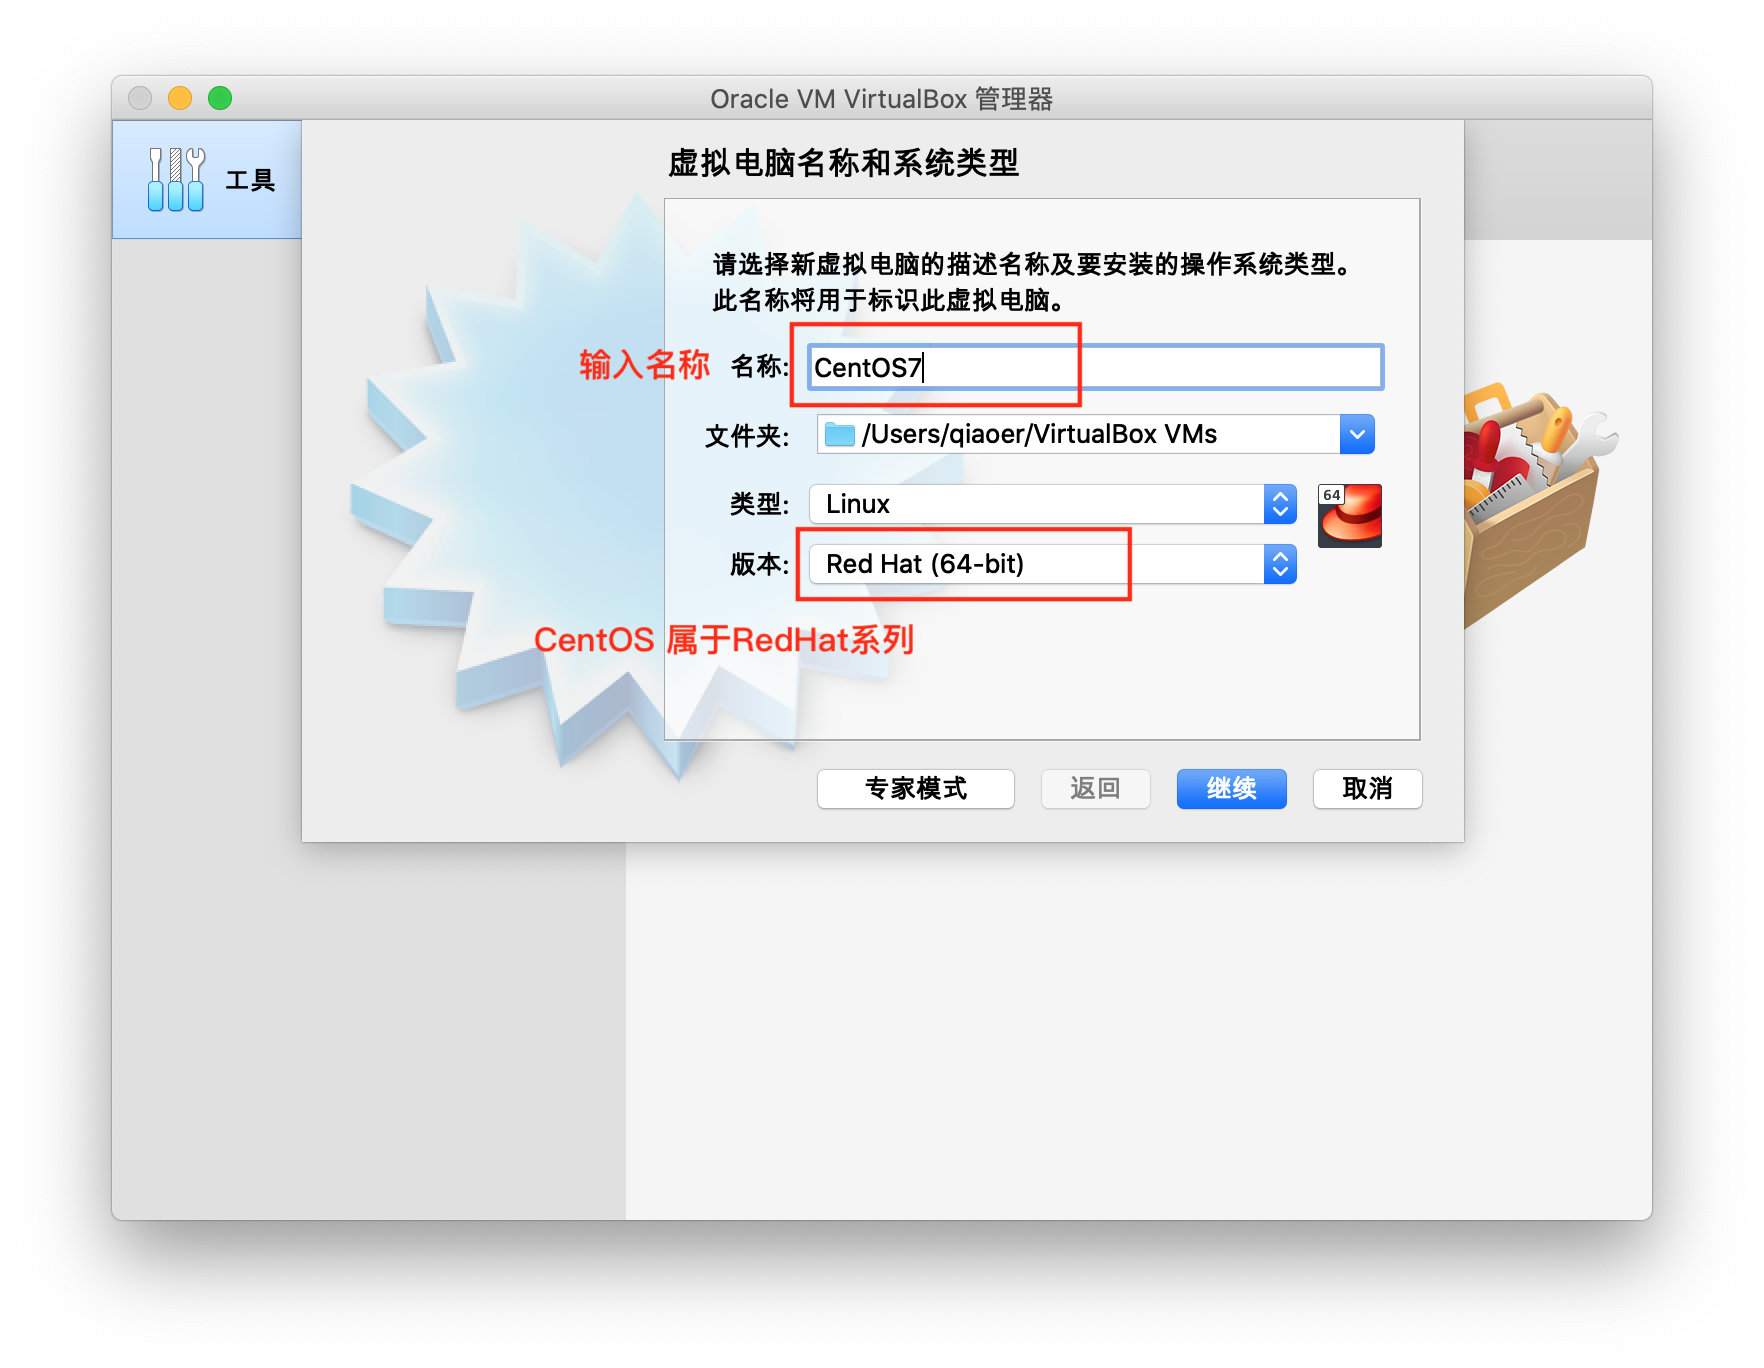 Oracle VM VirtualBox 管理器
工具
虚拟电脑名称和系统类型
请选择新虚拟电脑的描述名称及要安装的操作系统类型。
此名称将用于标识此虚拟电脑。
输入名称 名称: CentOS7
文件夹: /Users/qiaoer/VirtualBox VMs
类型: Linux
64
版本: Red Hat (64-bit)
CentOS 属于RedHat系列
专家模式 返回 继续 取消